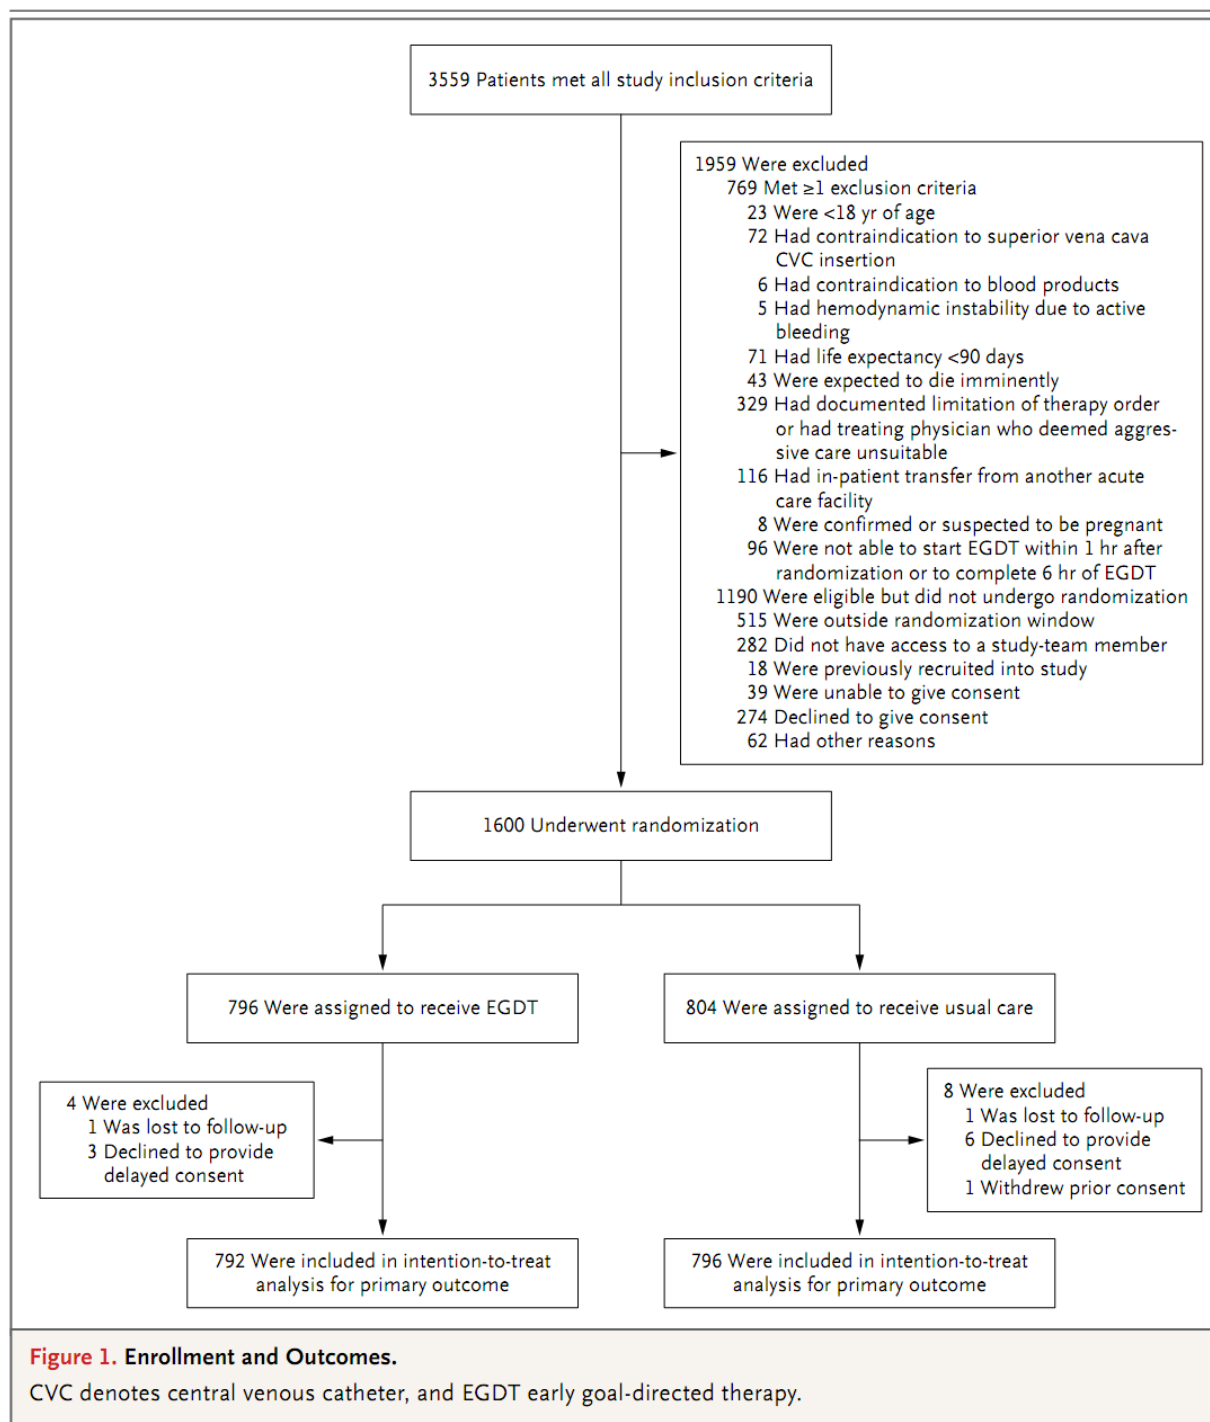 3559 Patients met all study inclusion criteria
1959 Were excluded
769 Met ≥1 exclusion criteria
23 Were <18 yr of age
72 Had contraindication to superior vena cava
CVC insertion
6 Had contraindication to blood products
5 Had hemodynamic instability due to active
bleeding
71 Had life expectancy <90 days
43 Were expected to die imminently
329 Had documented limitation of therapy order
or had treating physician who deemed aggres-
sive care unsuitable
116 Had in-patient transfer from another acute
care facility
8 Were confirmed or suspected to be pregnant
96 Were not able to start EGDT within 1 hr after
randomization or to complete 6 hr of EGDT
1190 Were eligible but did not undergo randomization
515 Were outside randomization window
282 Did not have access to a study-team member
18 Were previously recruited into study
39 Were unable to give consent
274 Declined to give consent
62 Had other reasons
1600 Underwent randomization
796 Were assigned to receive EGDT
804 Were assigned to receive usual care
4 Were excluded
1 Was lost to follow-up
3 Declined to provide
delayed consent
8 Were excluded
1 Was lost to follow-up
6 Declined to provide
delayed consent
1 Withdrew prior consent
792 Were included in intention-to-treat
analysis for primary outcome
796 Were included in intention-to-treat
analysis for primary outcome
Figure 1. Enrollment and Outcomes.
CVC denotes central venous catheter, and EGDT early goal-directed therapy.